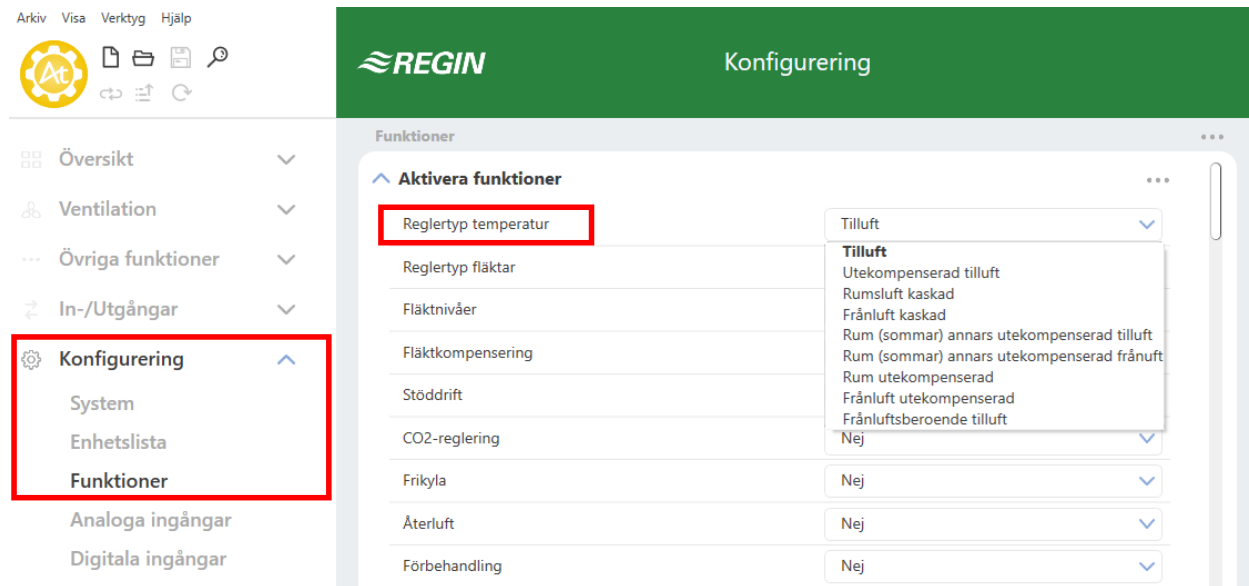 Arkiv Visa Verktyg Hjälp
At
REGIN
Konfigurering
Översikt
Ventilation
Övriga funktioner
In-/Utgångar
Konfigurering
System
Enhetslista
Funktioner
Analoga ingångar
Digitala ingångar
Funktioner
Aktivera funktioner
Reglertyp temperatur Tilluft
Tilluft
Utekompenserad tilluft
Rumsluft kaskad
Frånluft kaskad
Rum (sommar) annars utekompenserad tilluft
Rum (sommar) annars utekompenserad frånuft
Rum utekompenserad
Frånluft utekompenserad
Frånluftsberoende tilluft
Reglertyp fläktar
Fläktnivåer
Fläktkompensering
Stöddrift
CO2-reglering Nej
Frikyla Nej
Återluft Nej
Förbehandling Nej